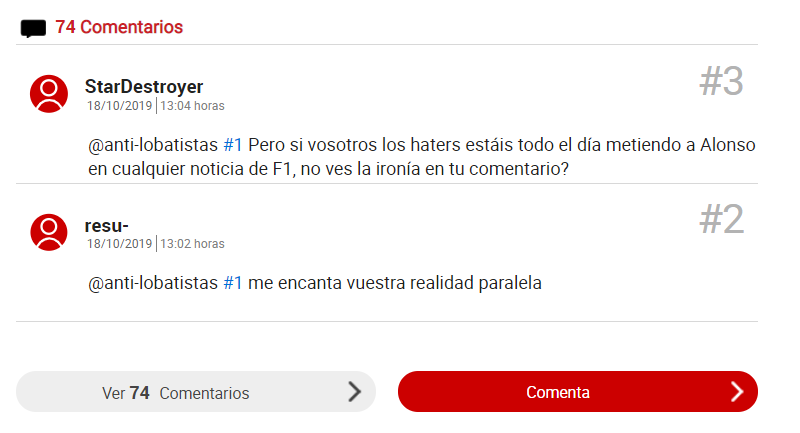 74 Comentarios
StarDestroyer
#3
18/10/2019 | 13:04 horas
@anti-lobatistas #1 Pero si vosotros los haters estáis todo el día metiendo a Alonso
en cualquier noticia de F1, no ves la ironía en tu comentario?
resu-
#2
18/10/2019 | 13:02 horas
@anti-lobatistas #1 me encanta vuestra realidad paralela
Ver 74 Comentarios
Comenta